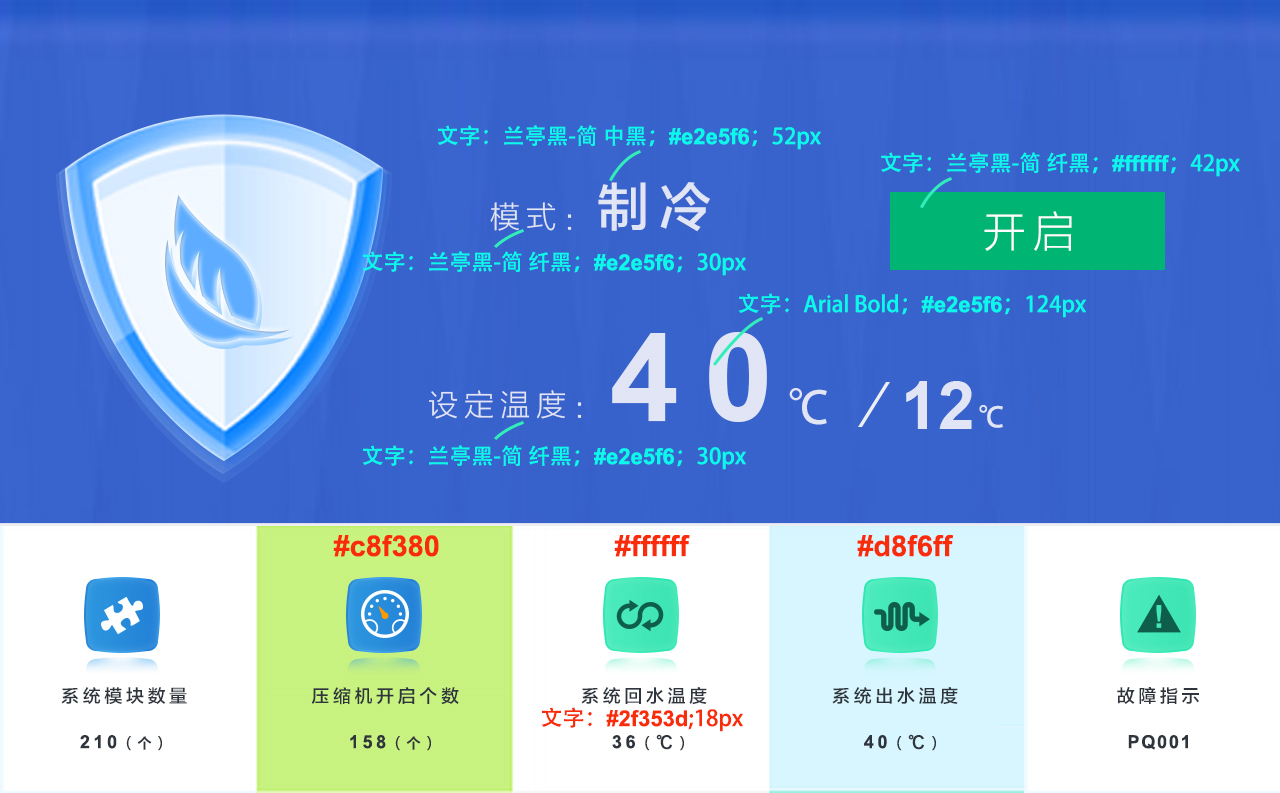 文字：兰亭黑-简 中黑；#e2e5f6；52px
文字：兰亭黑-简 纤黑；#ffffff；42px
模式：制冷
开启
文字：兰亭黑-简 纤黑；#e2e5f6；30px
文字：Arial Bold；#e2e5f6；124px
设定温度：40℃ / 12℃
文字：兰亭黑-简 纤黑；#e2e5f6；30px
#c8f380
#ffffff
#d8f6ff
系统模块数量
压缩机开启个数
系统回水温度
系统出水温度
故障指示
文字：#2f353d;18px
210（个）
158（个）
36（℃）
40（℃）
PQ001